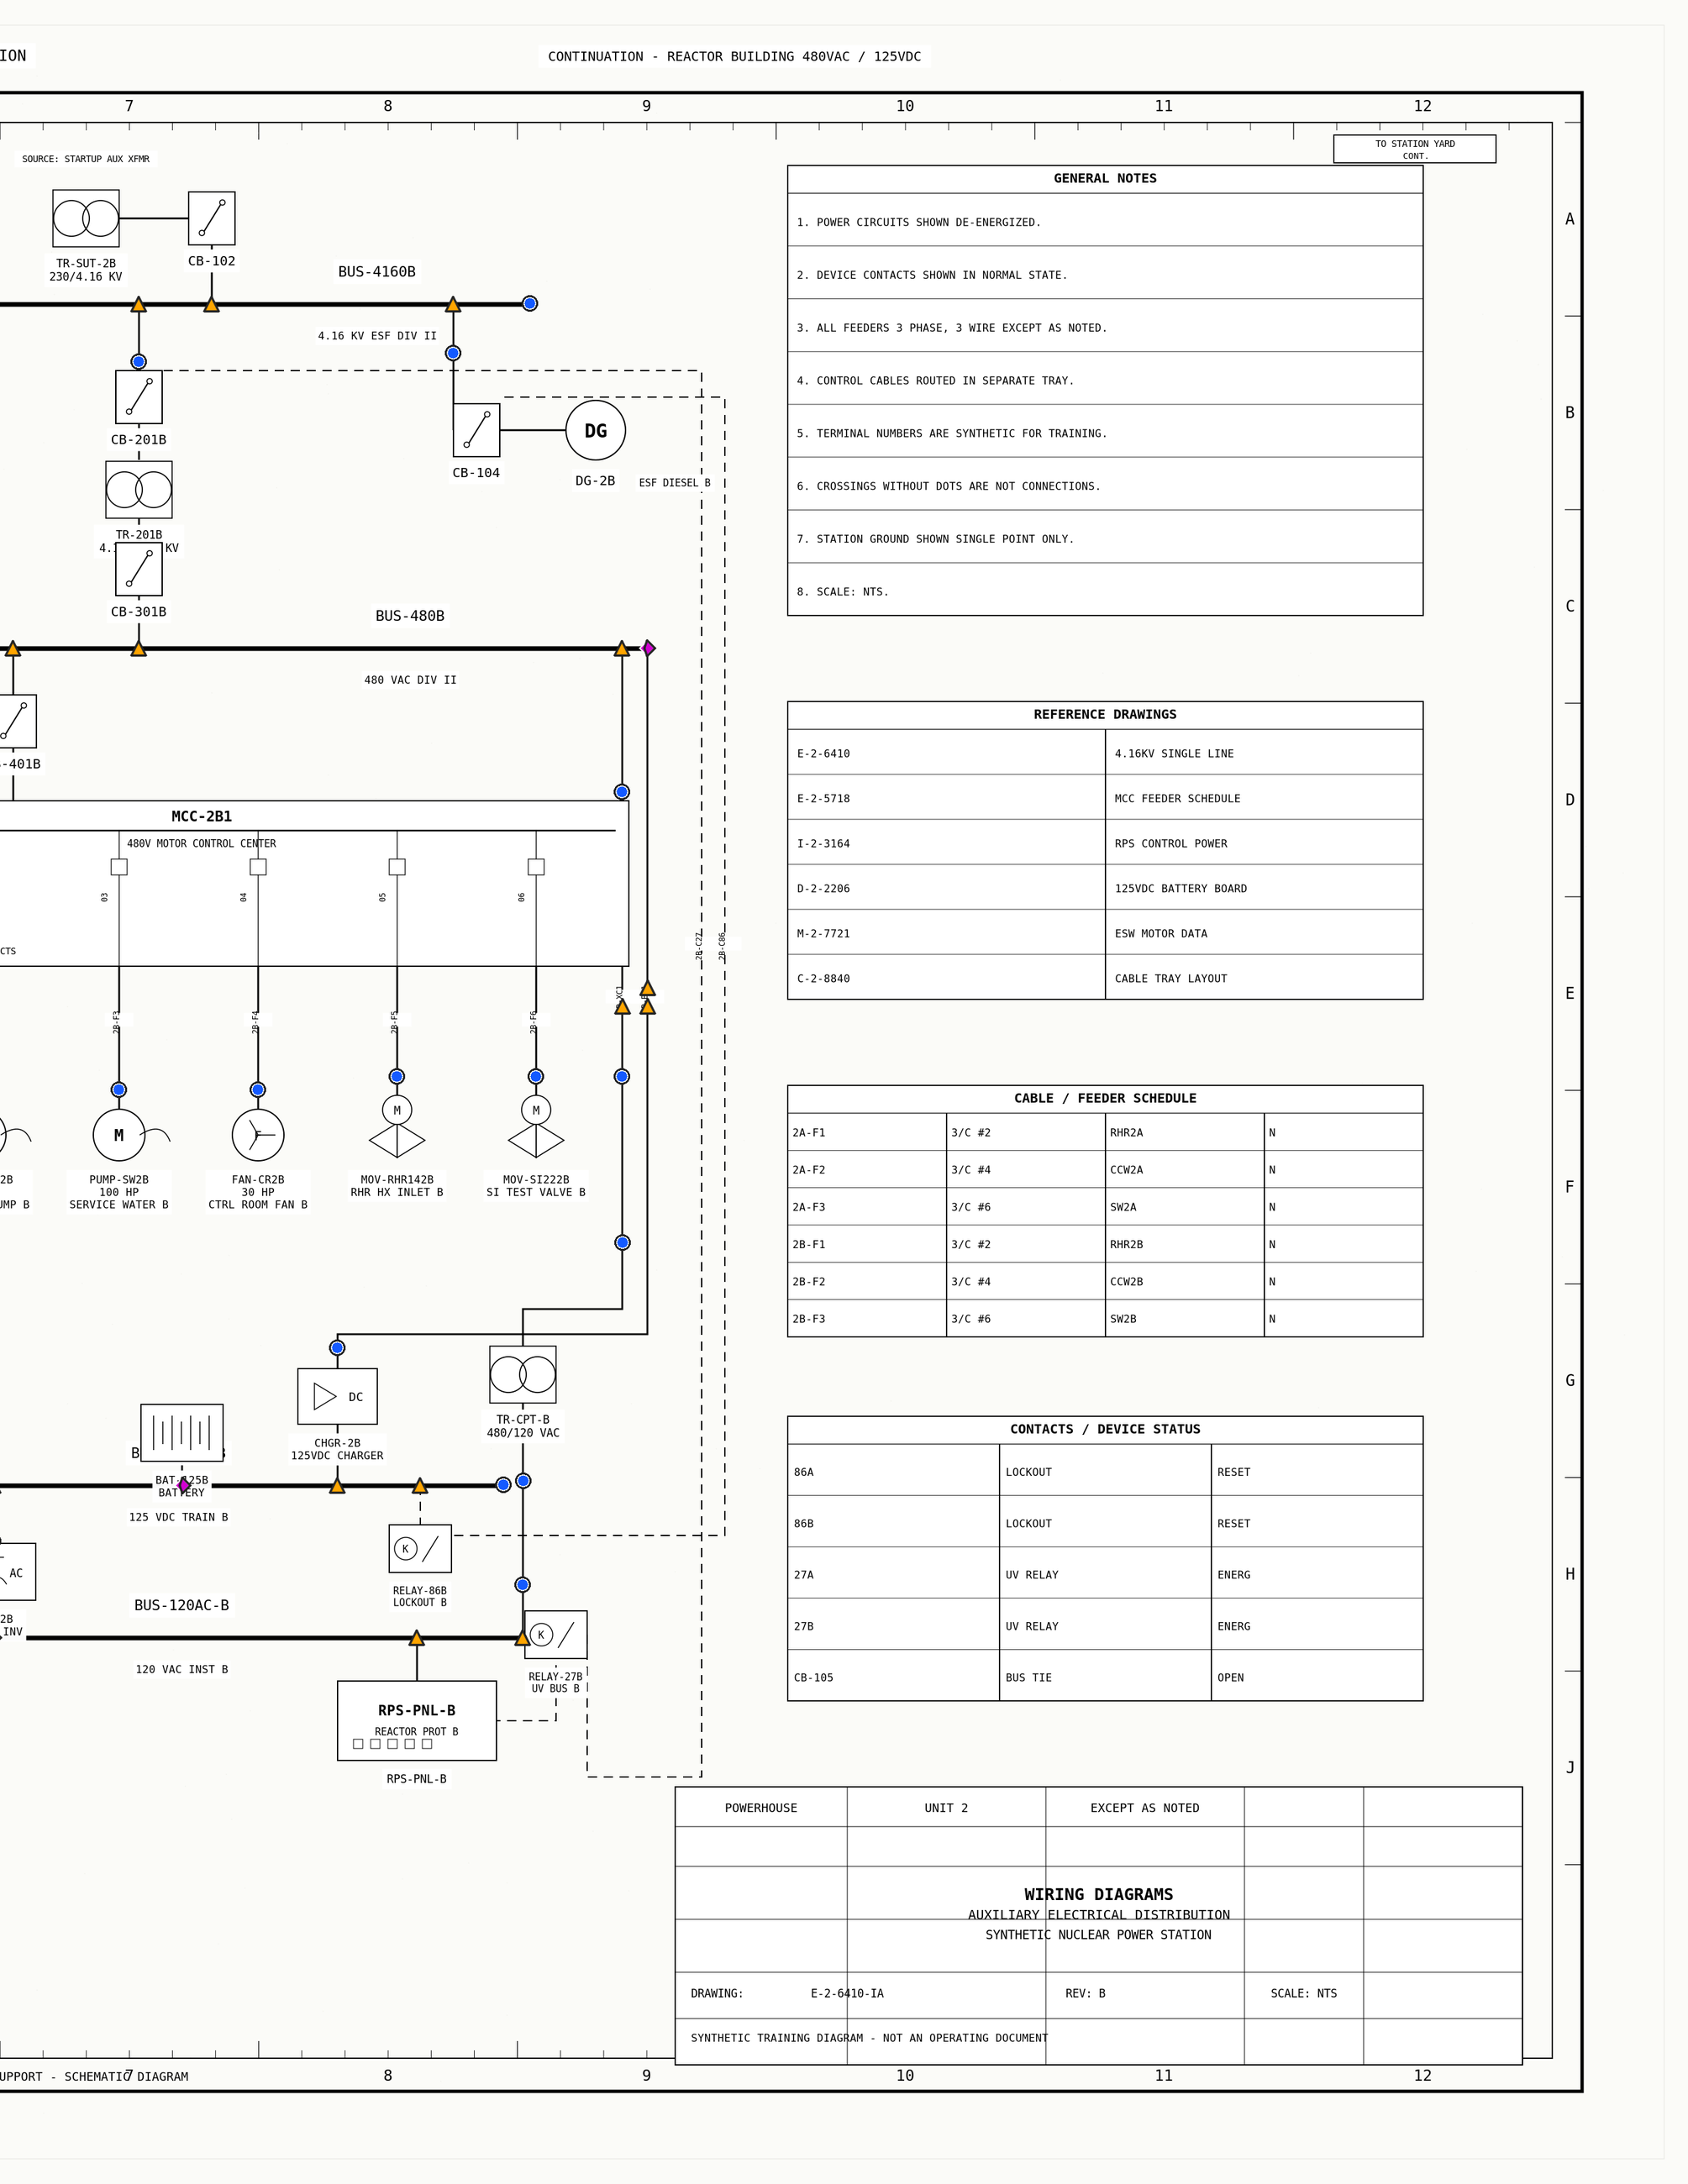 ION
CONTINUATION - REACTOR BUILDING 480VAC / 125VDC
7 8 9 10 11 12
SOURCE: STARTUP AUX XFMR
TO STATION YARD
CONT.
TR-SUT-2B
230/4.16 KV
CB-102
BUS-4160B
4.16 KV ESF DIV II
CB-201B
CB-104
DG
DG-2B
ESF DIESEL B
TR-201B
KV
CB-301B
BUS-480B
480 VAC DIV II
-401B
MCC-2B1
480V MOTOR CONTROL CENTER
03
04
05
06
CTS
2B-F3
2B-F4
2B-F5
2B-F6
2B-C27
2B-C86
M
F
M
M
2B
UMP B
PUMP-SW2B
100 HP
SERVICE WATER B
FAN-CR2B
30 HP
CTRL ROOM FAN B
MOV-RHR142B
RHR HX INLET B
MOV-SI222B
SI TEST VALVE B
DC
CHGR-2B
125VDC CHARGER
TR-CPT-B
480/120 VAC
BAT-125B
BATTERY
125 VDC TRAIN B
K
RELAY-86B
LOCKOUT B
AC
2B
INV
BUS-120AC-B
120 VAC INST B
K
RELAY-27B
UV BUS B
RPS-PNL-B
REACTOR PROT B
RPS-PNL-B
GENERAL NOTES
1. POWER CIRCUITS SHOWN DE-ENERGIZED.
2. DEVICE CONTACTS SHOWN IN NORMAL STATE.
3. ALL FEEDERS 3 PHASE, 3 WIRE EXCEPT AS NOTED.
4. CONTROL CABLES ROUTED IN SEPARATE TRAY.
5. TERMINAL NUMBERS ARE SYNTHETIC FOR TRAINING.
6. CROSSINGS WITHOUT DOTS ARE NOT CONNECTIONS.
7. STATION GROUND SHOWN SINGLE POINT ONLY.
8. SCALE: NTS.
REFERENCE DRAWINGS
E-2-6410 4.16KV SINGLE LINE
E-2-5718 MCC FEEDER SCHEDULE
I-2-3164 RPS CONTROL POWER
D-2-2206 125VDC BATTERY BOARD
M-2-7721 ESW MOTOR DATA
C-2-8840 CABLE TRAY LAYOUT
CABLE / FEEDER SCHEDULE
2A-F1 3/C #2 RHR2A N
2A-F2 3/C #4 CCW2A N
2A-F3 3/C #6 SW2A N
2B-F1 3/C #2 RHR2B N
2B-F2 3/C #4 CCW2B N
2B-F3 3/C #6 SW2B N
CONTACTS / DEVICE STATUS
86A LOCKOUT RESET
86B LOCKOUT RESET
27A UV RELAY ENERG
27B UV RELAY ENERG
CB-105 BUS TIE OPEN
A
B
C
D
E
F
G
H
J
POWERHOUSE UNIT 2 EXCEPT AS NOTED
WIRING DIAGRAMS
AUXILIARY ELECTRICAL DISTRIBUTION
SYNTHETIC NUCLEAR POWER STATION
DRAWING: E-2-6410-IA REV: B SCALE: NTS
SYNTHETIC TRAINING DIAGRAM - NOT AN OPERATING DOCUMENT
UPPORT - SCHEMATIC DIAGRAM
7 8 9 10 11 12